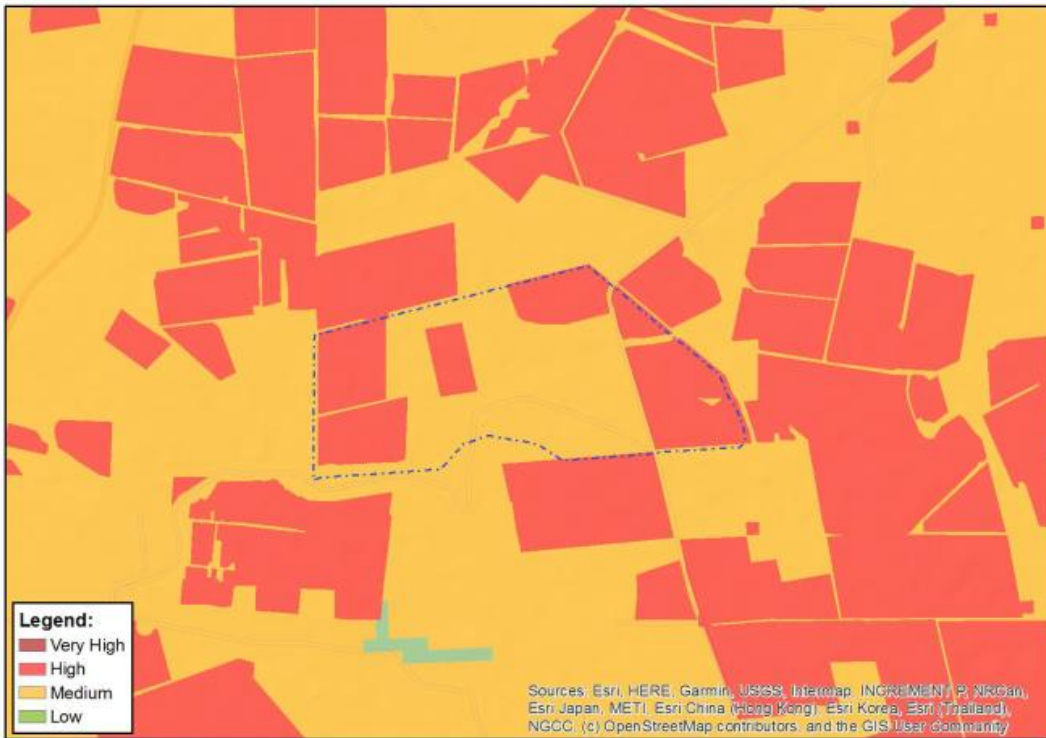 Legend:
Very High
High
Medium
Low
Sources: Esri, HERE, Garmin, USGS, Intermap, INCREMENT P, NRCan,
Esri Japan, METI, Esri China (Hong Kong), Esri Korea, Esri (Thailand),
NGCC, (c) OpenStreetMap contributors, and the GIS User Community